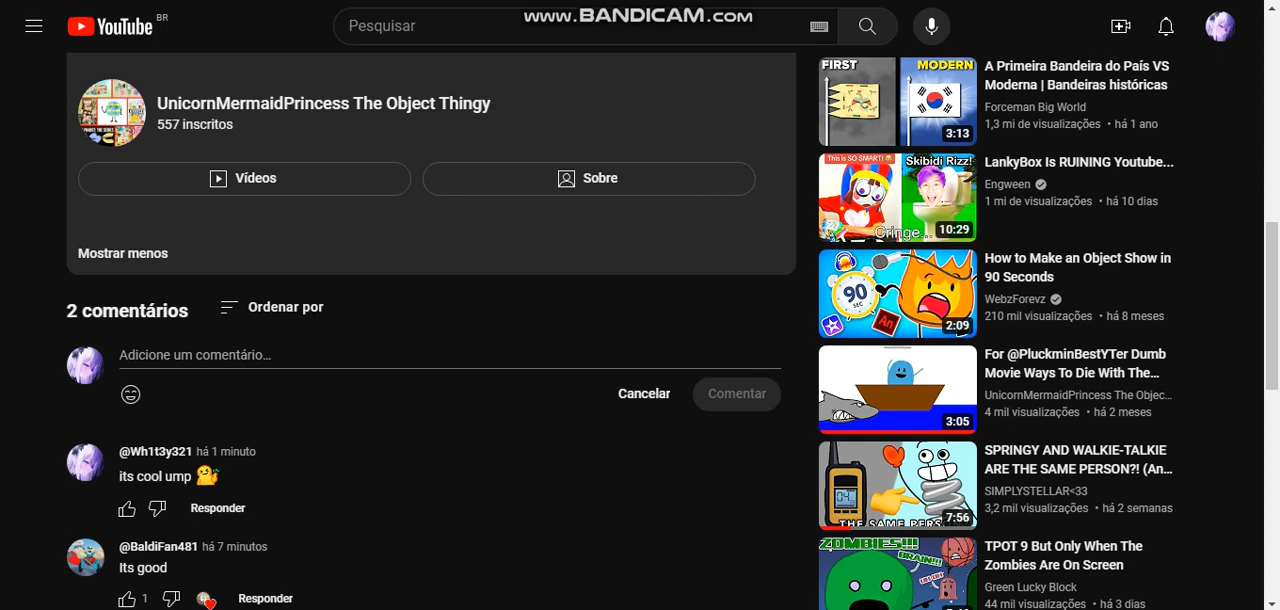 YouTube BR
Pesquisar
www.BANDICAM.com
UnicornMermaidPrincess The Object Thingy
557 inscritos
Vídeos
Sobre
Mostrar menos
2 comentários
Ordenar por
Adicione um comentário...
Cancelar
Comentar
@Wh1t3y321 há 1 minuto
its cool ump
Responder
@BaldiFan481 há 7 minutos
Its good
1
Responder
FIRST
MODERN
3:13
A Primeira Bandeira do País VS
Moderna | Bandeiras históricas
Forceman Big World
1,3 mi de visualizações • há 1 ano
This is SO SMART!
Skibidi Rizz!
Cringe...
10:29
LankyBox Is RUINING Youtube...
Engween
1 mi de visualizações • há 10 dias
90
SEC
An
2:09
How to Make an Object Show in
90 Seconds
WebzForevz
210 mil visualizações • há 8 meses
3:05
For @PluckminBestYTer Dumb
Movie Ways To Die With The...
UnicornMermaidPrincess The Objec...
4 mil visualizações • há 2 meses
THE SAME PERS
7:56
SPRINGY AND WALKIE-TALKIE
ARE THE SAME PERSON?! (An...
SIMPLYSTELLAR<33
3,2 mil visualizações • há 2 semanas
ZOMBIES!!!
TPOT 9 But Only When The
Zombies Are On Screen
Green Lucky Block
44 mil visualizações • há 3 dias